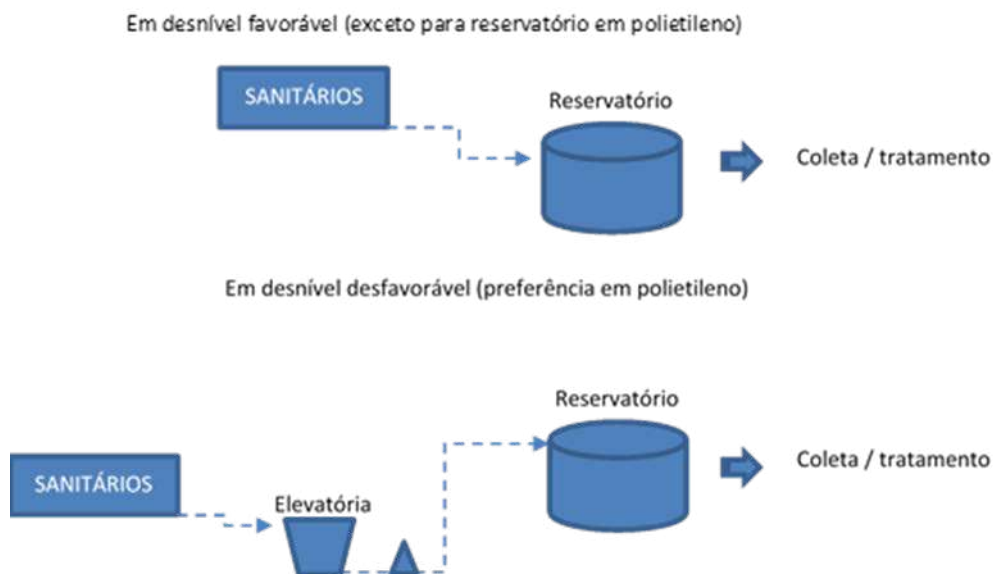 Em desnível favorável (exceto para reservatório em polietileno)
SANITÁRIOS
Reservatório
Coleta / tratamento
Em desnível desfavorável (preferência em polietileno)
Reservatório
Coleta / tratamento
SANITÁRIOS
Elevatória